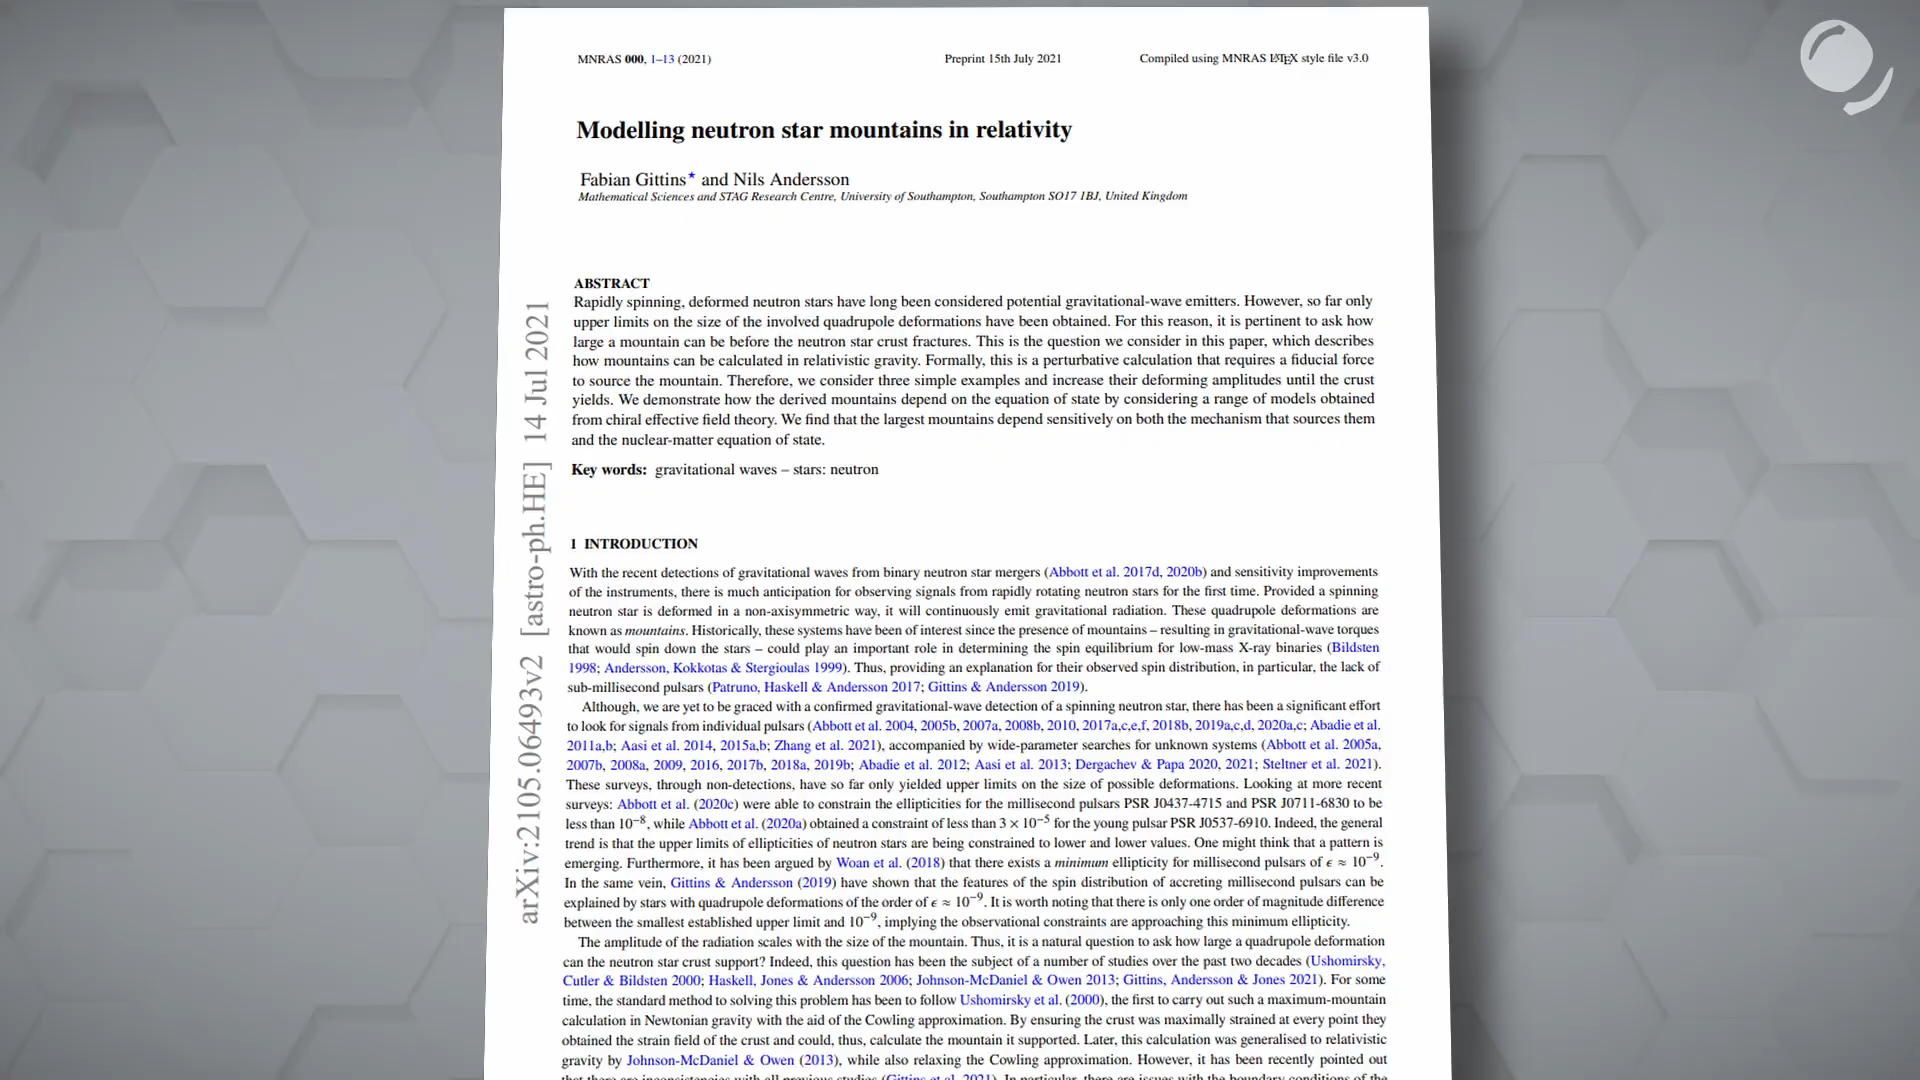 MNRAS 000, 1–13 (2021) Preprint 15th July 2021 Compiled using MNRAS LATEX style file v3.0
Modelling neutron star mountains in relativity
Fabian Gittins★ and Nils Andersson
Mathematical Sciences and STAG Research Centre, University of Southampton, Southampton SO17 1BJ, United Kingdom
ABSTRACT
Rapidly spinning, deformed neutron stars have long been considered potential gravitational-wave emitters. However, so far only
upper limits on the size of the involved quadrupole deformations have been obtained. For this reason, it is pertinent to ask how
large a mountain can be before the neutron star crust fractures. This is the question we consider in this paper, which describes
how mountains can be calculated in relativistic gravity. Formally, this is a perturbative calculation that requires a fiducial force
to source the mountain. Therefore, we consider three simple examples and increase their deforming amplitudes until the crust
yields. We demonstrate how the derived mountains depend on the equation of state by considering a range of models obtained
from chiral effective field theory. We find that the largest mountains depend sensitively on both the mechanism that sources them
and the nuclear-matter equation of state.
Key words: gravitational waves – stars: neutron
arXiv:2105.06493v2 [astro-ph.HE] 14 Jul 2021
1 INTRODUCTION
With the recent detections of gravitational waves from binary neutron star mergers (Abbott et al. 2017d, 2020b) and sensitivity improvements
of the instruments, there is much anticipation for observing signals from rapidly rotating neutron stars for the first time. Provided a spinning
neutron star is deformed in a non-axisymmetric way, it will continuously emit gravitational radiation. These quadrupole deformations are
known as mountains. Historically, these systems have been of interest since the presence of mountains – resulting in gravitational-wave torques
that would spin down the stars – could play an important role in determining the spin equilibrium for low-mass X-ray binaries (Bildsten
1998; Andersson, Kokkotas & Stergioulas 1999). Thus, providing an explanation for their observed spin distribution, in particular, the lack of
sub-millisecond pulsars (Patruno, Haskell & Andersson 2017; Gittins & Andersson 2019).
Although, we are yet to be graced with a confirmed gravitational-wave detection of a spinning neutron star, there has been a significant effort
to look for signals from individual pulsars (Abbott et al. 2004, 2005b, 2007a, 2008b, 2010, 2017a,c,e,f, 2018b, 2019a,c,d, 2020a,c; Abadie et al.
2011a,b; Aasi et al. 2014, 2015a,b; Zhang et al. 2021), accompanied by wide-parameter searches for unknown systems (Abbott et al. 2005a,
2007b, 2008a, 2009, 2016, 2017b, 2018a, 2019b; Abadie et al. 2012; Aasi et al. 2013; Dergachev & Papa 2020, 2021; Steltner et al. 2021).
These surveys, through non-detections, have so far only yielded upper limits on the size of possible deformations. Looking at more recent
surveys: Abbott et al. (2020c) were able to constrain the ellipticities for the millisecond pulsars PSR J0437-4715 and PSR J0711-6830 to be
less than 10⁻⁸, while Abbott et al. (2020a) obtained a constraint of less than 3 × 10⁻⁵ for the young pulsar PSR J0537-6910. Indeed, the general
trend is that the upper limits of ellipticities of neutron stars are being constrained to lower and lower values. One might think that a pattern is
emerging. Furthermore, it has been argued by Woan et al. (2018) that there exists a minimum ellipticity for millisecond pulsars of ϵ ≈ 10⁻⁹.
In the same vein, Gittins & Andersson (2019) have shown that the features of the spin distribution of accreting millisecond pulsars can be
explained by stars with quadrupole deformations of the order of ϵ ≈ 10⁻⁹. It is worth noting that there is only one order of magnitude difference
between the smallest established upper limit and 10⁻⁹, implying the observational constraints are approaching this minimum ellipticity.
The amplitude of the radiation scales with the size of the mountain. Thus, it is a natural question to ask how large a quadrupole deformation
can the neutron star crust support? Indeed, this question has been the subject of a number of studies over the past two decades (Ushomirsky,
Cutler & Bildsten 2000; Haskell, Jones & Andersson 2006; Johnson-McDaniel & Owen 2013; Gittins, Andersson & Jones 2021). For some
time, the standard method to solving this problem has been to follow Ushomirsky et al. (2000), the first to carry out such a maximum-mountain
calculation in Newtonian gravity with the aid of the Cowling approximation. By ensuring the crust was maximally strained at every point they
obtained the strain field of the crust and could, thus, calculate the mountain it supported. Later, this calculation was generalised to relativistic
gravity by Johnson-McDaniel & Owen (2013), while also relaxing the Cowling approximation. However, it has been recently pointed out
that there are inconsistencies with all previous studies (Gittins et al. 2021). In particular, there are issues with the boundary conditions of the